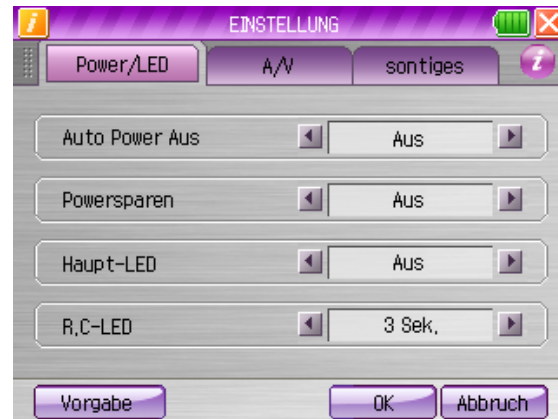 EINSTELLUNG
Power/LED A/V sontiges
Auto Power Aus Aus
Powersparen Aus
Haupt-LED Aus
R,C-LED 3 Sek,
Vorgabe OK Abbruch